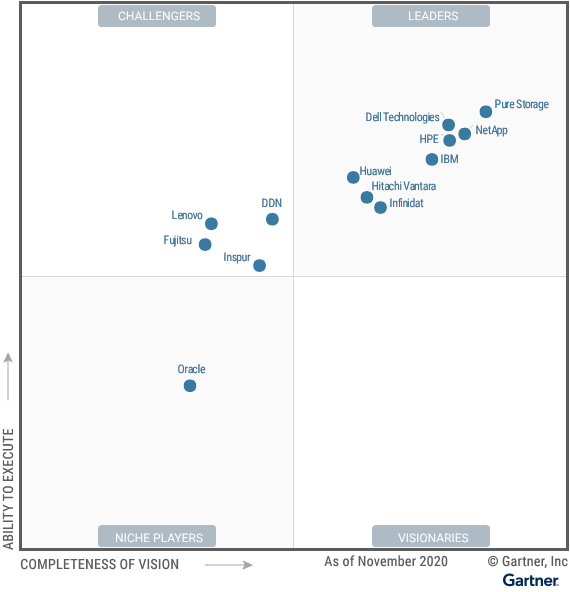 CHALLENGERS
LEADERS
Pure Storage
Dell Technologies
NetApp
HPE
IBM
Huawei
Hitachi Vantara
Infinidat
DDN
Lenovo
Fujitsu
Inspur
Oracle
ABILITY TO EXECUTE
NICHE PLAYERS
VISIONARIES
COMPLETENESS OF VISION
As of November 2020
© Gartner, Inc
Gartner